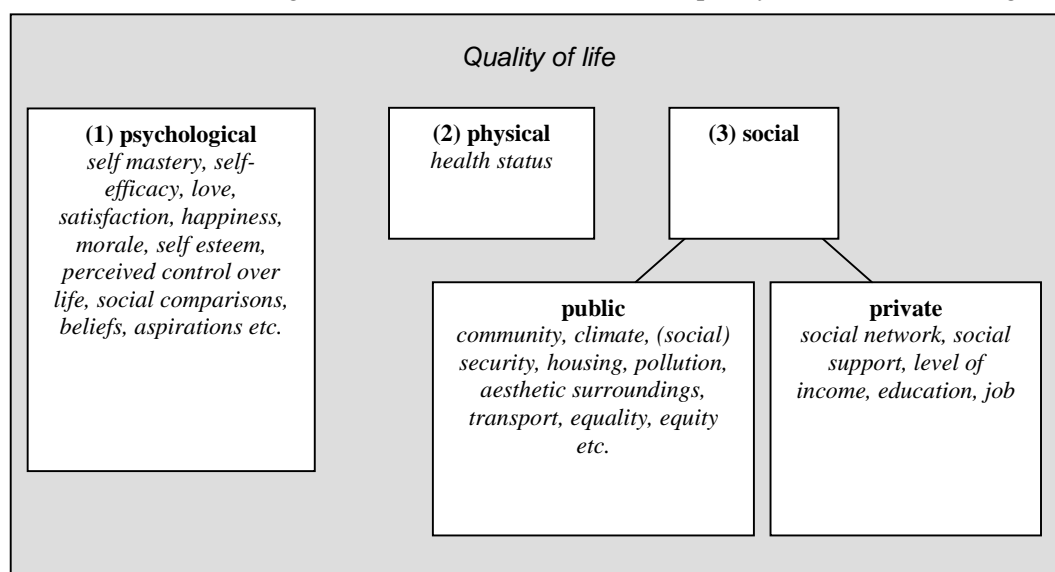 Quality of life
(1) psychological
self mastery, self-
efficacy, love,
satisfaction, happiness,
morale, self esteem,
perceived control over
life, social comparisons,
beliefs, aspirations etc.
(2) physical
health status
(3) social
public
community, climate, (social)
security, housing, pollution,
aesthetic surroundings,
transport, equality, equity
etc.
private
social network, social
support, level of
income, education, job